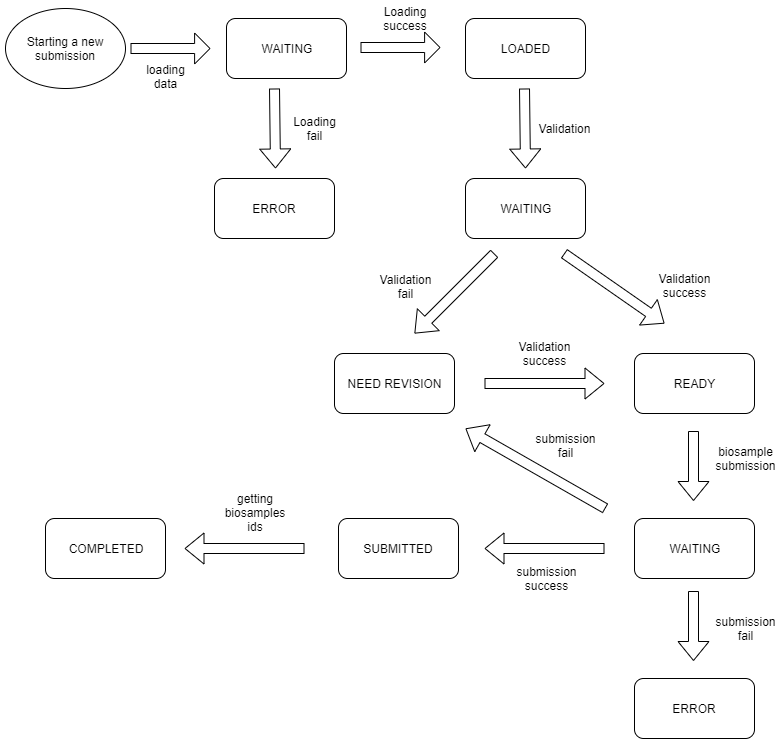 Starting a new
submission
loading
data
WAITING
Loading
success
LOADED
Loading
fail
Validation
ERROR
WAITING
Validation
fail
Validation
success
NEED REVISION
Validation
success
READY
submission
fail
biosample
submission
getting
biosamples
ids
COMPLETED
SUBMITTED
submission
success
WAITING
submission
fail
ERROR